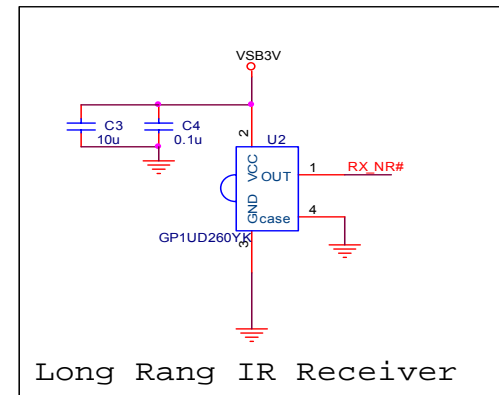 VSB3V
C3
10u
C4
0.1u
2
U2
VCC
OUT
1
RX_NR#
GND
case
4
GP1UD260YK
3
Long Rang IR Receiver